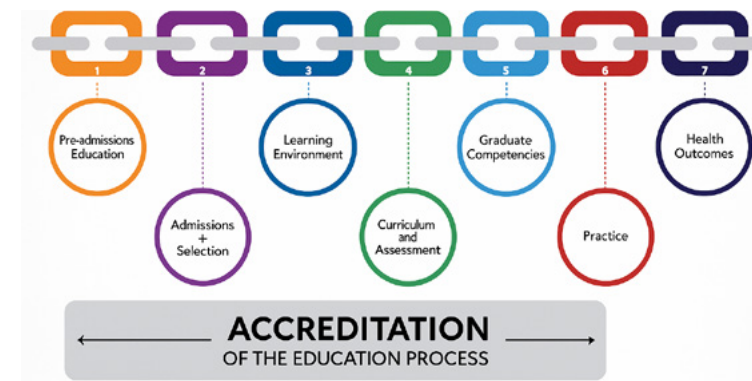 1
2
3
4
5
6
7
Pre-admissions
Education
Admissions
+
Selection
Learning
Environment
Curriculum
and
Assessment
Graduate
Competencies
Practice
Health
Outcomes
ACCREDITATION
OF THE EDUCATION PROCESS